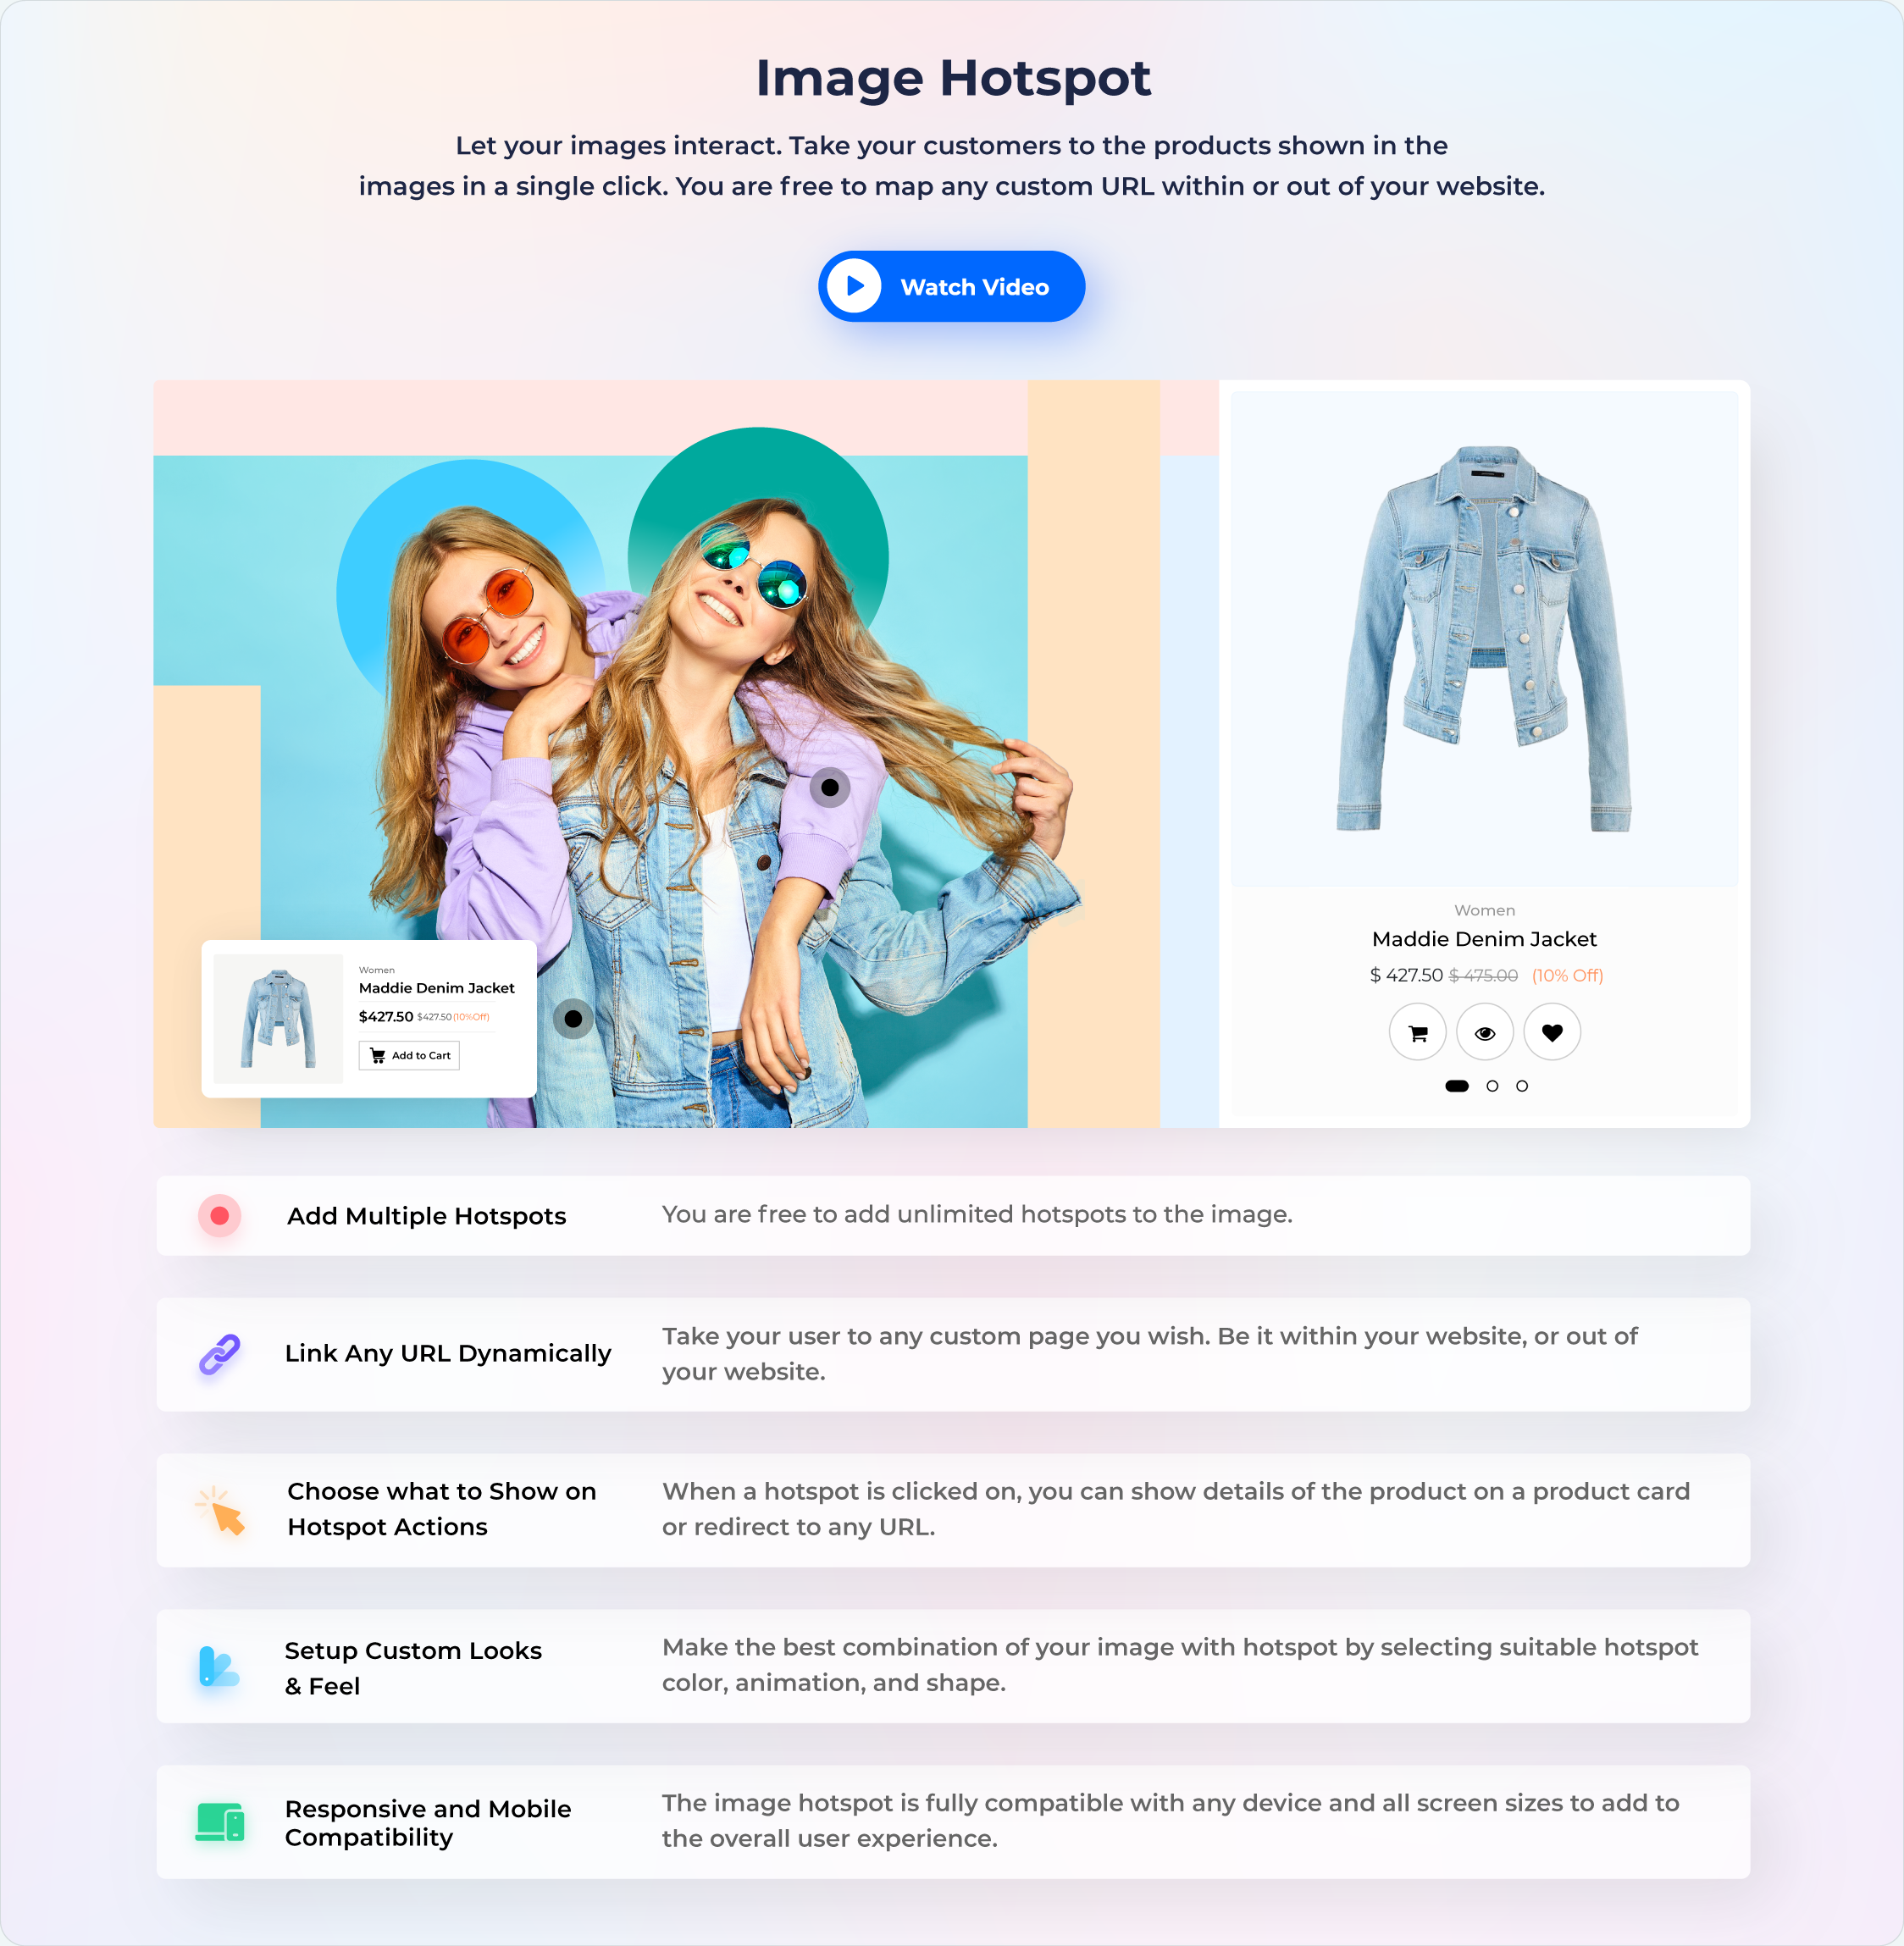 Image Hotspot
Let your images interact. Take your customers to the products shown in the
images in a single click. You are free to map any custom URL within or out of your website.
Watch Video
Women
Maddie Denim Jacket
$427.50 $427.50(10%Off)
Add to Cart
Women
Maddie Denim Jacket
$ 427.50 $ 475.00 (10% Off)
Add Multiple Hotspots
You are free to add unlimited hotspots to the image.
Link Any URL Dynamically
Take your user to any custom page you wish. Be it within your website, or out of
your website.
Choose what to Show on
Hotspot Actions
When a hotspot is clicked on, you can show details of the product on a product card
or redirect to any URL.
Setup Custom Looks
& Feel
Make the best combination of your image with hotspot by selecting suitable hotspot
color, animation, and shape.
Responsive and Mobile
Compatibility
The image hotspot is fully compatible with any device and all screen sizes to add to
the overall user experience.